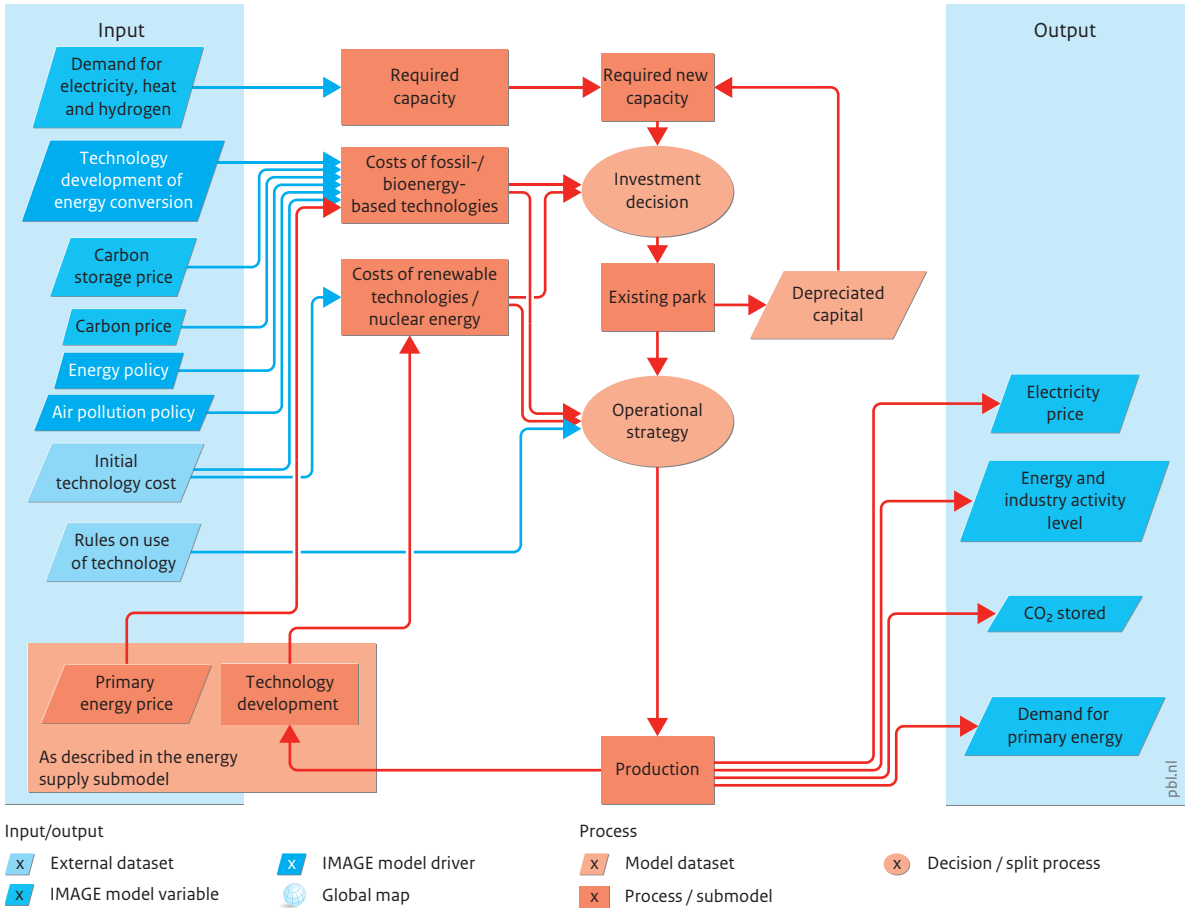 Input
Output
Demand for
electricity, heat
and hydrogen
Required
capacity
Required new
capacity
Technology
development of
energy conversion
Costs of fossil-/
bioenergy-
based technologies
Investment
decision
Carbon
storage price
Costs of renewable
technologies /
nuclear energy
Existing park
Depreciated
capital
Carbon price
Energy policy
Air pollution policy
Operational
strategy
Electricity
price
Initial
technology cost
Energy and
industry activity
level
Rules on use
of technology
CO₂ stored
Primary
energy price
Technology
development
Demand for
primary energy
As described in the energy
supply submodel
Production
pbl.nl
Input/output
Process
x External dataset
x IMAGE model driver
x Model dataset
x Decision / split process
x IMAGE model variable
Global map
x Process / submodel